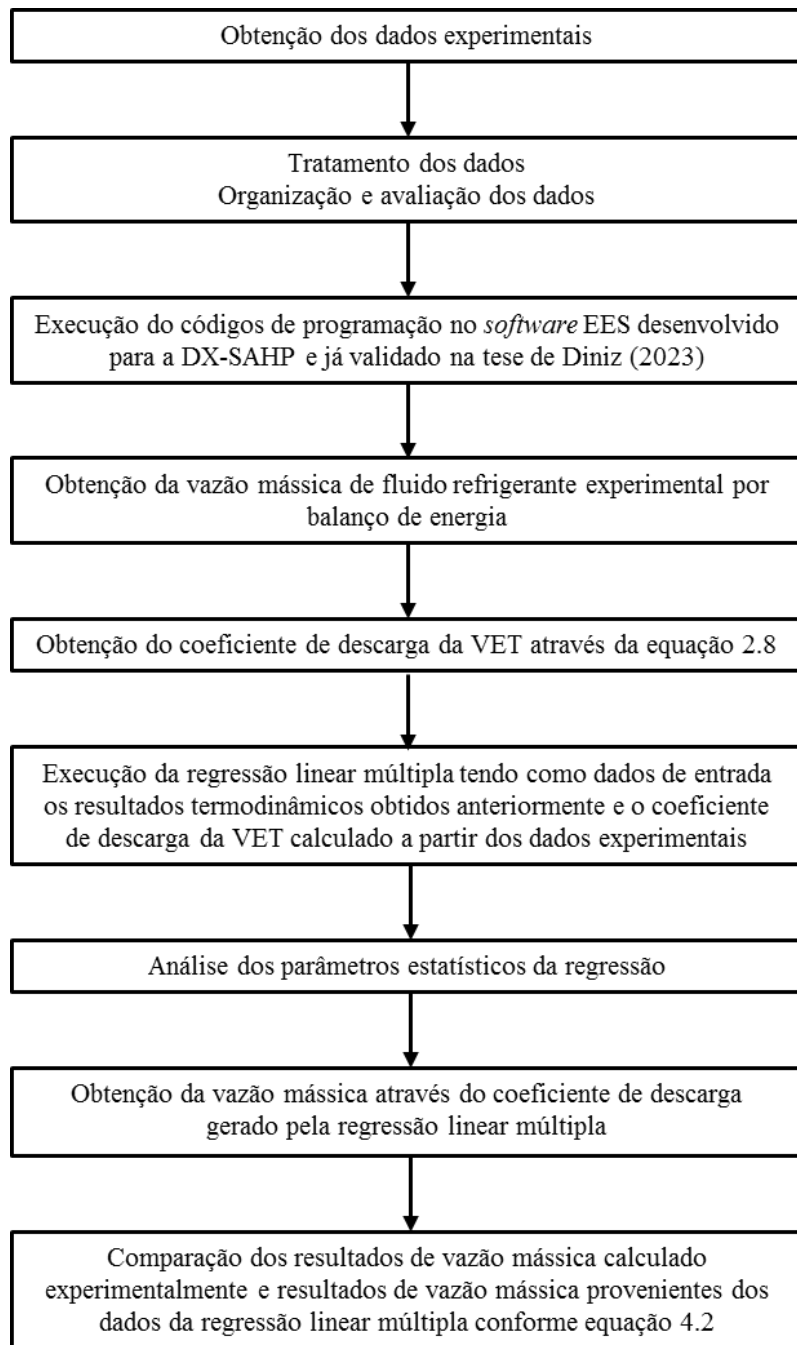 Obtenção dos dados experimentais
Tratamento dos dados
Organização e avaliação dos dados
Execução do códigos de programação no software EES desenvolvido
para a DX-SAHP e já validado na tese de Diniz (2023)
Obtenção da vazão mássica de fluido refrigerante experimental por
balanço de energia
Obtenção do coeficiente de descarga da VET através da equação 2.8
Execução da regressão linear múltipla tendo como dados de entrada
os resultados termodinâmicos obtidos anteriormente e o coeficiente
de descarga da VET calculado a partir dos dados experimentais
Análise dos parâmetros estatísticos da regressão
Obtenção da vazão mássica através do coeficiente de descarga
gerado pela regressão linear múltipla
Comparação dos resultados de vazão mássica calculado
experimentalmente e resultados de vazão mássica provenientes dos
dados da regressão linear múltipla conforme equação 4.2